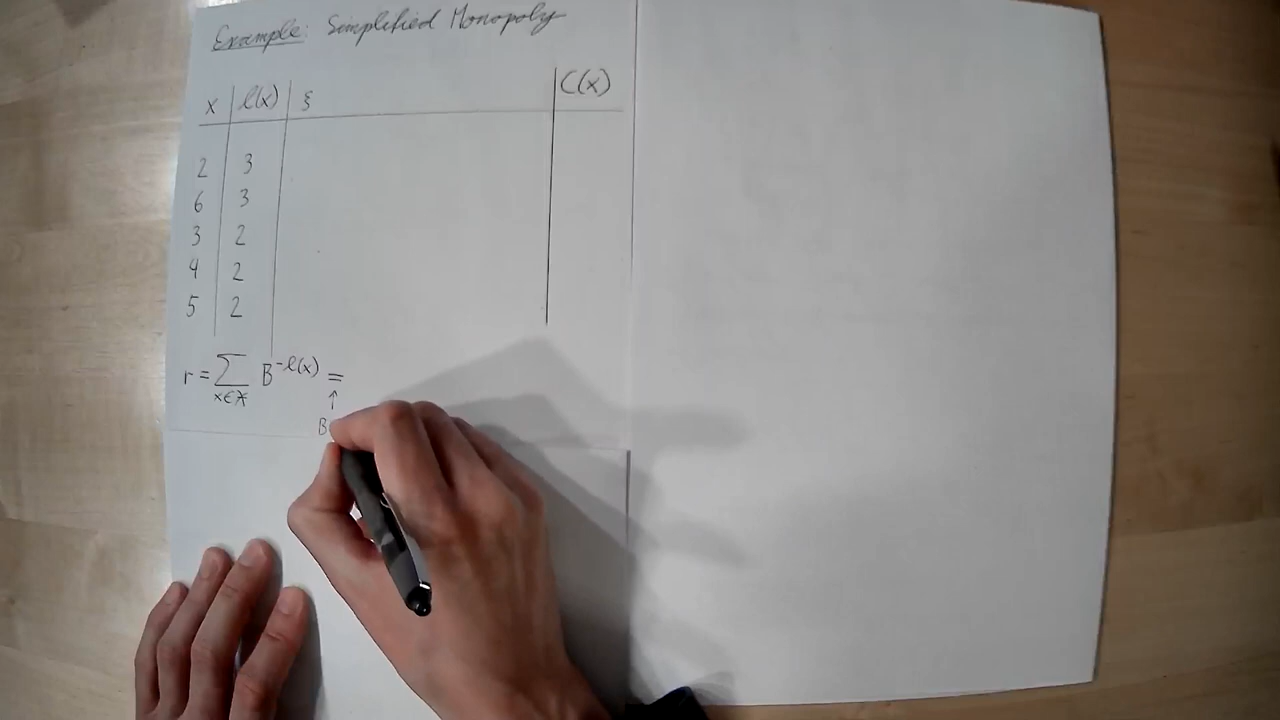 Example: Simplified Monopoly
x l(x) ξ C(x)
2 3
6 3
3 2
4 2
5 2
r = ∑ B^{-l(x)} =
x∈𝒳 ↑
B